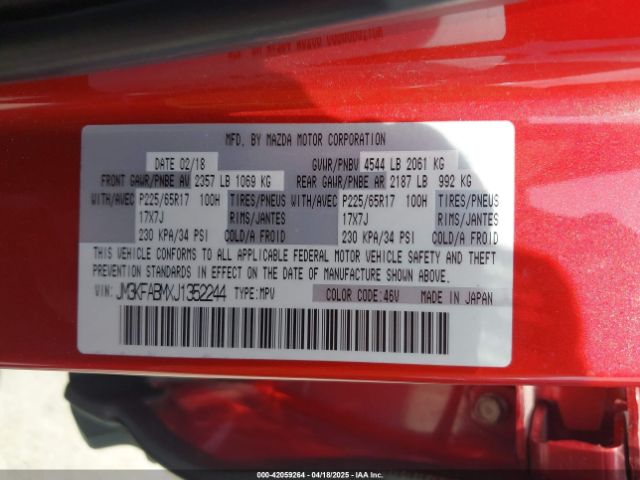 MFD. BY MAZDA MOTOR CORPORATION
DATE 02/18 GVWR/PNBV 4544 LB 2061 KG
FRONT GAWR/PNBE AV 2357 LB 1069 KG REAR GAWR/PNBE AR 2187 LB 992 KG
WITH/AVEC P225/65R17 100H TIRES/PNEUS WITH/AVEC P225/65R17 100H TIRES/PNEUS
17X7J RIMS/JANTES 17X7J RIMS/JANTES
230 KPA/34 PSI COLD/A FROID 230 KPA/34 PSI COLD/A FROID
THIS VEHICLE CONFORMS TO ALL APPLICABLE FEDERAL MOTOR VEHICLE SAFETY AND THEFT
PREVENTION STANDARDS IN EFFECT ON THE DATE OF MANUFACTURE SHOWN ABOVE.
VIN: JM3KFABMXJ1352244 TYPE: MPV COLOR CODE: 46V MADE IN JAPAN
000-42059264 - 04/18/2025 - IAA Inc.